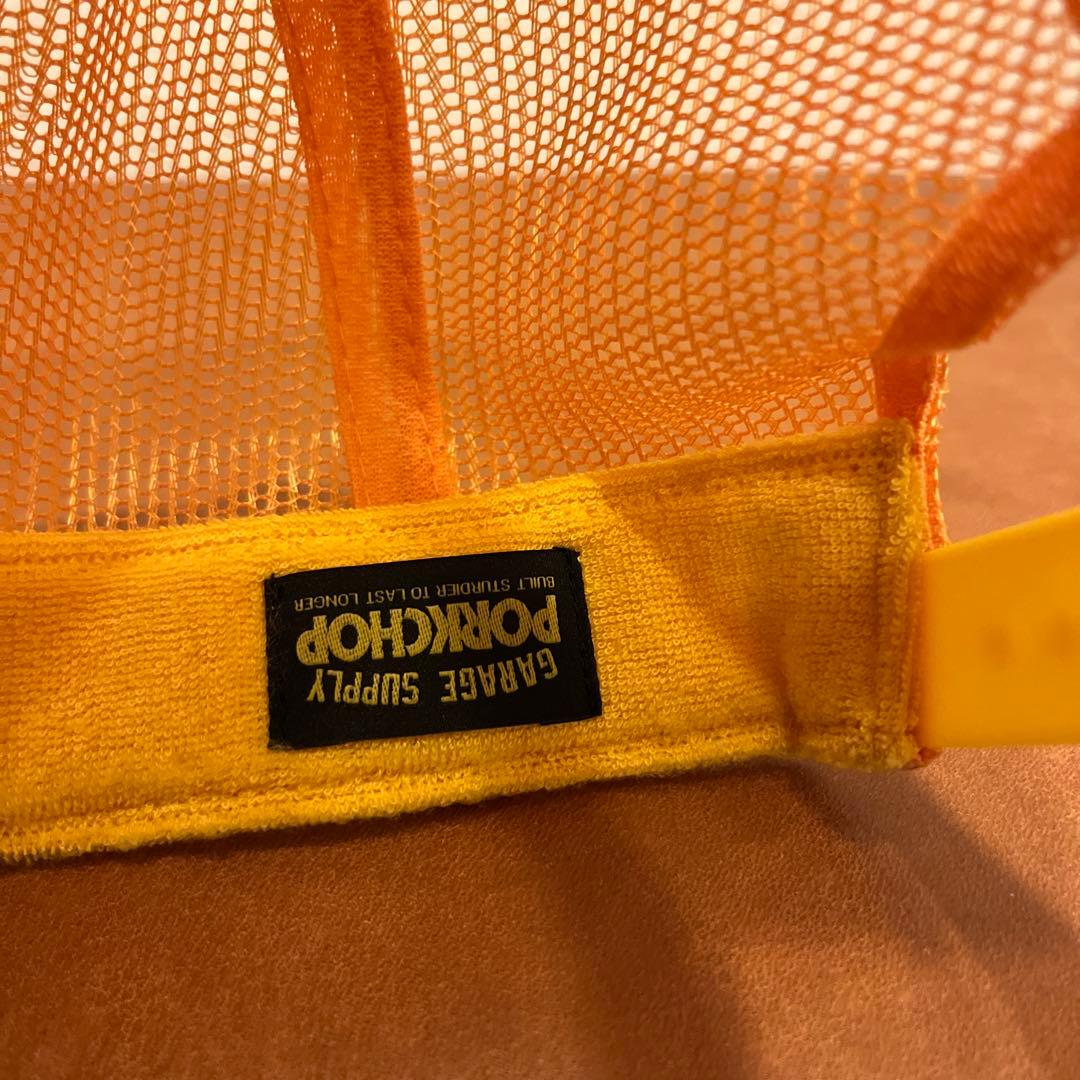 GARAGE SUPPLY
PORKCHOP
BUILT STURDIER TO LAST LONGER